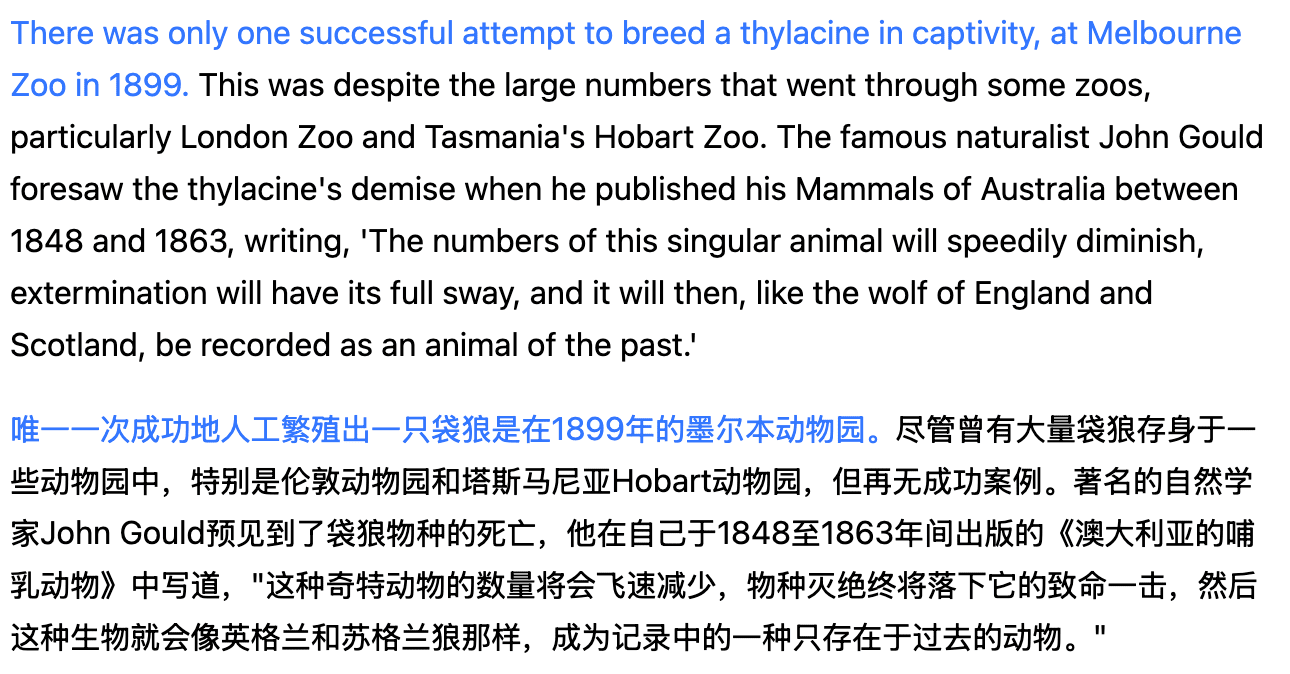 There was only one successful attempt to breed a thylacine in captivity, at Melbourne
Zoo in 1899. This was despite the large numbers that went through some zoos,
particularly London Zoo and Tasmania's Hobart Zoo. The famous naturalist John Gould
foresaw the thylacine's demise when he published his Mammals of Australia between
1848 and 1863, writing, 'The numbers of this singular animal will speedily diminish,
extermination will have its full sway, and it will then, like the wolf of England and
Scotland, be recorded as an animal of the past.'
唯一一次成功地人工繁殖出一只袋狼是在1899年的墨尔本动物园。尽管曾有大量袋狼存身于一
些动物园中，特别是伦敦动物园和塔斯马尼亚Hobart动物园，但再无成功案例。著名的自然学
家John Gould预见到了袋狼物种的死亡，他在自己于1848至1863年间出版的《澳大利亚的哺
乳动物》中写道，"这种奇特动物的数量将会飞速减少，物种灭绝终将落下它的致命一击，然后
这种生物就会像英格兰和苏格兰狼那样，成为记录中的一种只存在于过去的动物。"